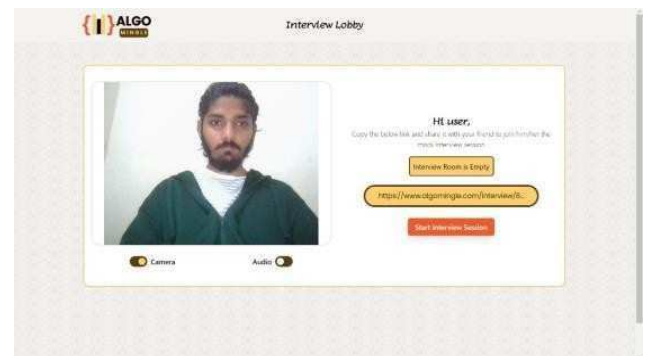 {|} ALGO
MINGLE
Interview Lobby
Hi user,
Copy the below link and share it with your friend to join him/her the
mock interview session
Interview Room is Empty
https://www.algomingle.com/interview/8...
Start Interview Session
Camera
Audio